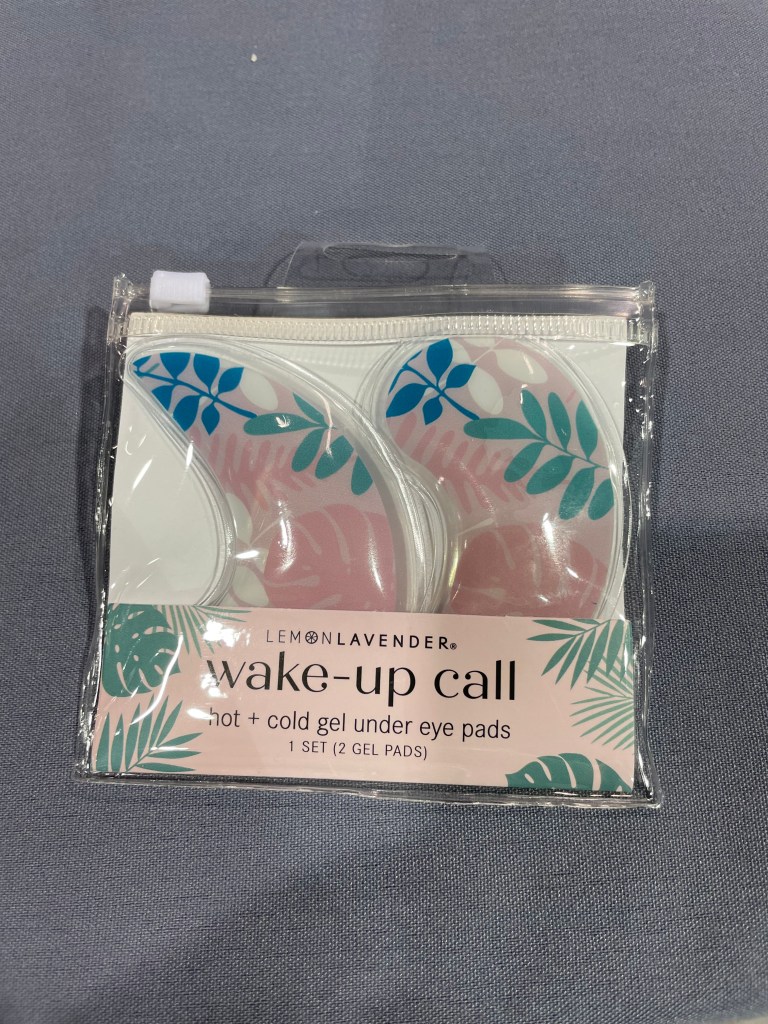 LEMONLAVENDER®
wake-up call
hot + cold gel under eye pads
1 SET (2 GEL PADS)